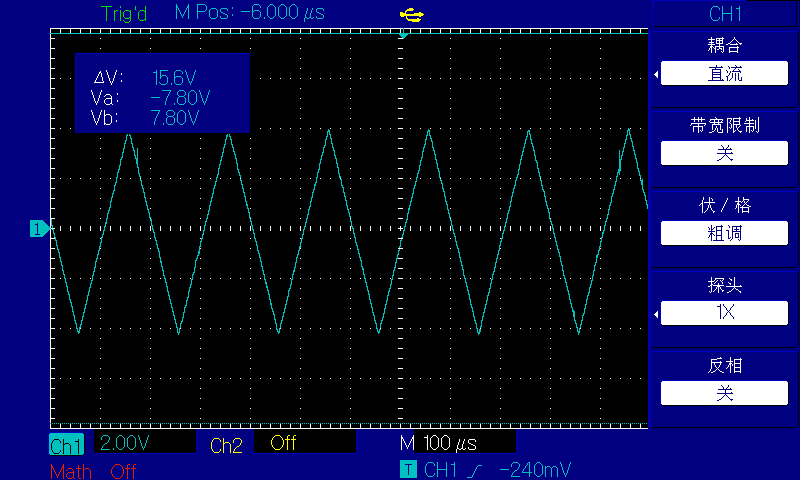 Trig'd M Pos: -6.000 μs CH1
ΔV: 15.6V
Va: -7.80V
Vb: 7.80V
耦合
直流
带宽限制
关
伏/格
粗调
探头
1X
反相
关
1
Ch1 2.00V Ch2 Off M 100 μs
Math Off T CH1 -240mV